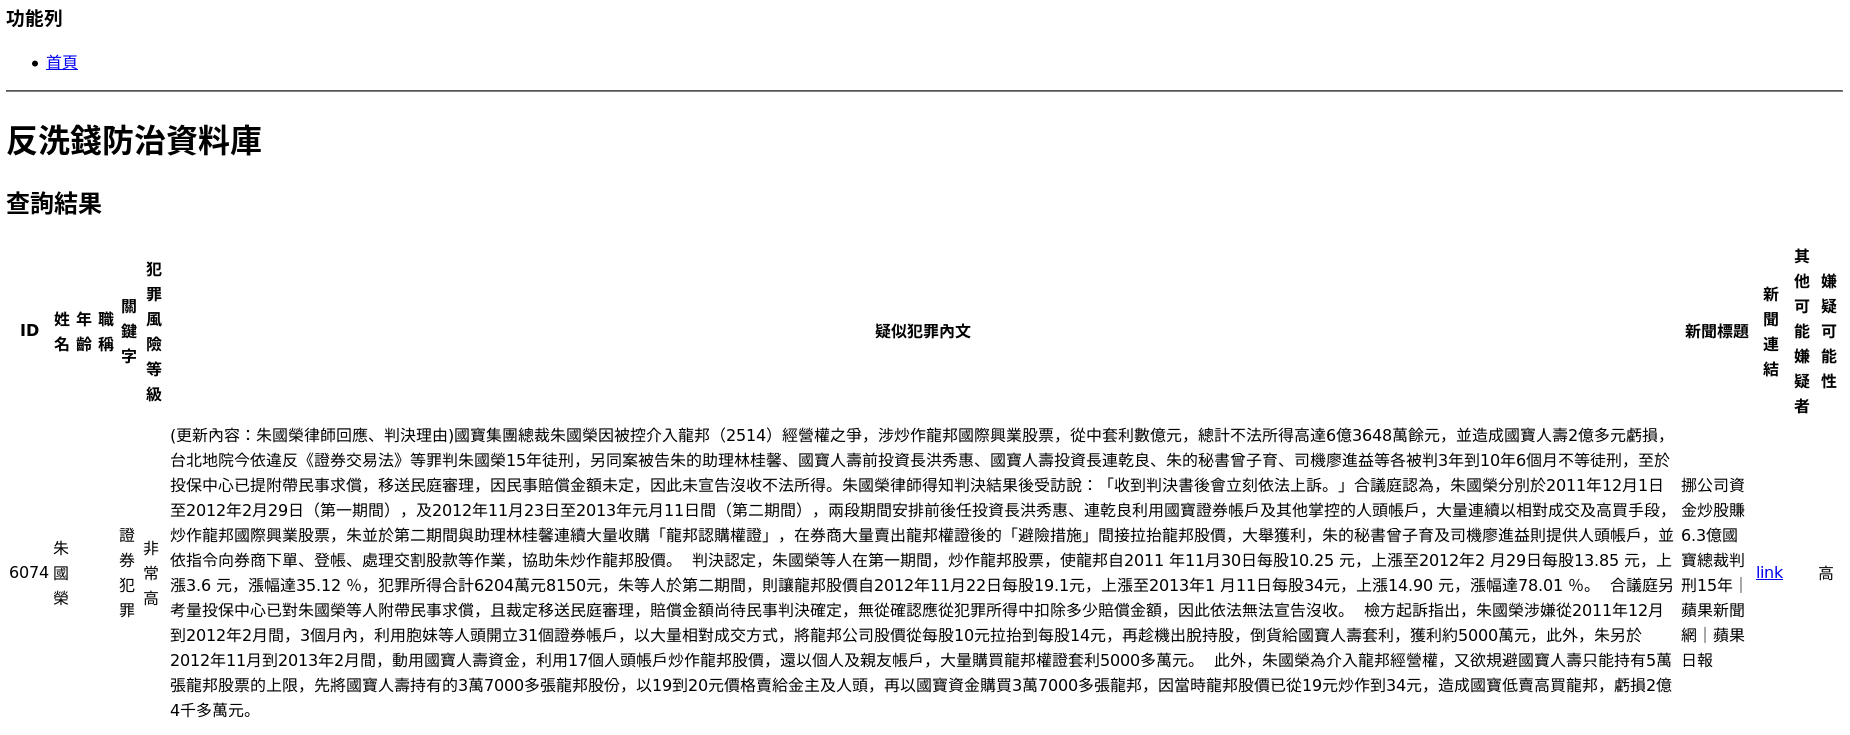 功能列
首頁
反洗錢防治資料庫
查詢結果
ID
姓名
年齡
職稱
關鍵字
犯罪風險等級
疑似犯罪內文
新聞標題
新聞連結
其他可能嫌疑者
嫌疑可能性
6074
朱國榮
證券犯罪
非常高
(更新內容：朱國榮律師回應、判決理由)國寶集團總裁朱國榮因被控介入龍邦（2514）經營權之爭，涉炒作龍邦國際興業股票，從中套利數億元，總計不法所得高達6億3648萬餘元，並造成國寶人壽2億多元虧損，
台北地院今依違反《證券交易法》等罪判朱國榮15年徒刑，另同案被告朱的助理林桂馨、國寶人壽前投資長洪秀惠、國寶人壽投資長連乾良、朱的秘書曾子育、司機廖進益等各被判3年到10年6個月不等徒刑，至於
投保中心已提附帶民事求償，移送民庭審理，因民事賠償金額未定，因此未宣告沒收不法所得。朱國榮律師得知判決結果後受訪說：「收到判決書後會立刻依法上訴。」合議庭認為，朱國榮分別於2011年12月1日
至2012年2月29日（第一期間），及2012年11月23日至2013年元月11日間（第二期間），兩段期間安排前後任投資長洪秀惠、連乾良利用國寶證券帳戶及其他掌控的人頭帳戶，大量連續以相對成交及高買手段，
炒作龍邦國際興業股票，朱並於第二期間與助理林桂馨連續大量收購「龍邦認購權證」，在券商大量賣出龍邦權證後的「避險措施」間接拉抬龍邦股價，大舉獲利，朱的秘書曾子育及司機廖進益則提供人頭帳戶，並
依指令向券商下單、登帳、處理交割股款等作業，協助朱炒作龍邦股價。 判決認定，朱國榮等人在第一期間，炒作龍邦股票，使龍邦自2011 年11月30日每股10.25 元，上漲至2012年2 月29日每股13.85 元，上
漲3.6 元，漲幅達35.12 %，犯罪所得合計6204萬元8150元，朱等人於第二期間，則讓龍邦股價自2012年11月22日每股19.1元，上漲至2013年1 月11日每股34元，上漲14.90 元，漲幅達78.01 %。 合議庭另
考量投保中心已對朱國榮等人附帶民事求償，且裁定移送民庭審理，賠償金額尚待民事判決確定，無從確認應從犯罪所得中扣除多少賠償金額，因此依法無法宣告沒收。 檢方起訴指出，朱國榮涉嫌從2011年12月
到2012年2月間，3個月內，利用胞妹等人頭開立31個證券帳戶，以大量相對成交方式，將龍邦公司股價從每股10元拉抬到每股14元，再趁機出脫持股，倒貨給國寶人壽套利，獲利約5000萬元，此外，朱另於
2012年11月到2013年2月間，動用國寶人壽資金，利用17個人頭帳戶炒作龍邦股價，還以個人及親友帳戶，大量購買龍邦權證套利5000多萬元。 此外，朱國榮為介入龍邦經營權，又欲規避國寶人壽只能持有5萬
張龍邦股票的上限，先將國寶人壽持有的3萬7000多張龍邦股份，以19到20元價格賣給金主及人頭，再以國寶資金購買3萬7000多張龍邦，因當時龍邦股價已從19元炒作到34元，造成國寶低賣高買龍邦，虧損2億
4千多萬元。
挪公司資
金炒股賺
6.3億國
寶總裁判
刑15年｜
蘋果新聞
網｜蘋果
日報
link
高